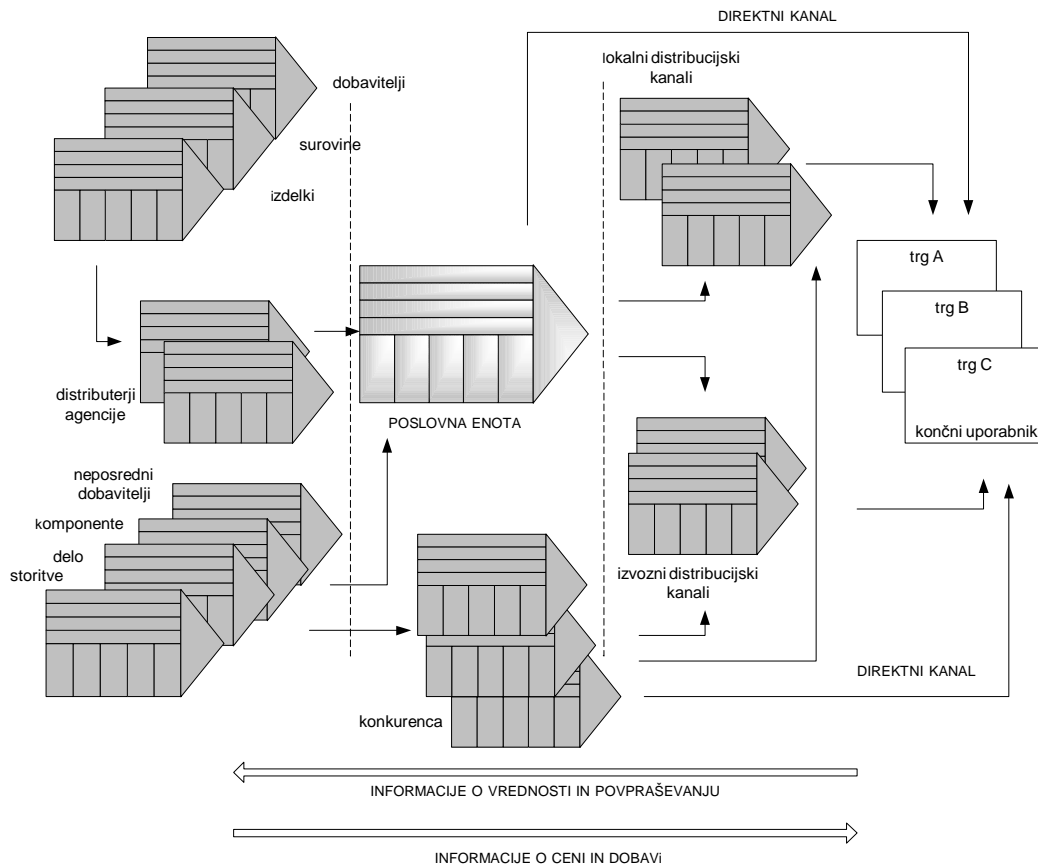 DIREKTNI KANAL
dobavitelji
lokalni distribucijski
kanali
surovine
izdelki
trg A
trg B
trg C
končni uporabnik
distributerji
agencije
POSLOVNA ENOTA
neposredni
dobavitelji
komponente
delo
storitve
izvozni distribucijski
kanali
DIREKTNI KANAL
konkurenca
INFORMACIJE O VREDNOSTI IN POVPRAŠEVANJU
INFORMACIJE O CENI IN DOBAVi